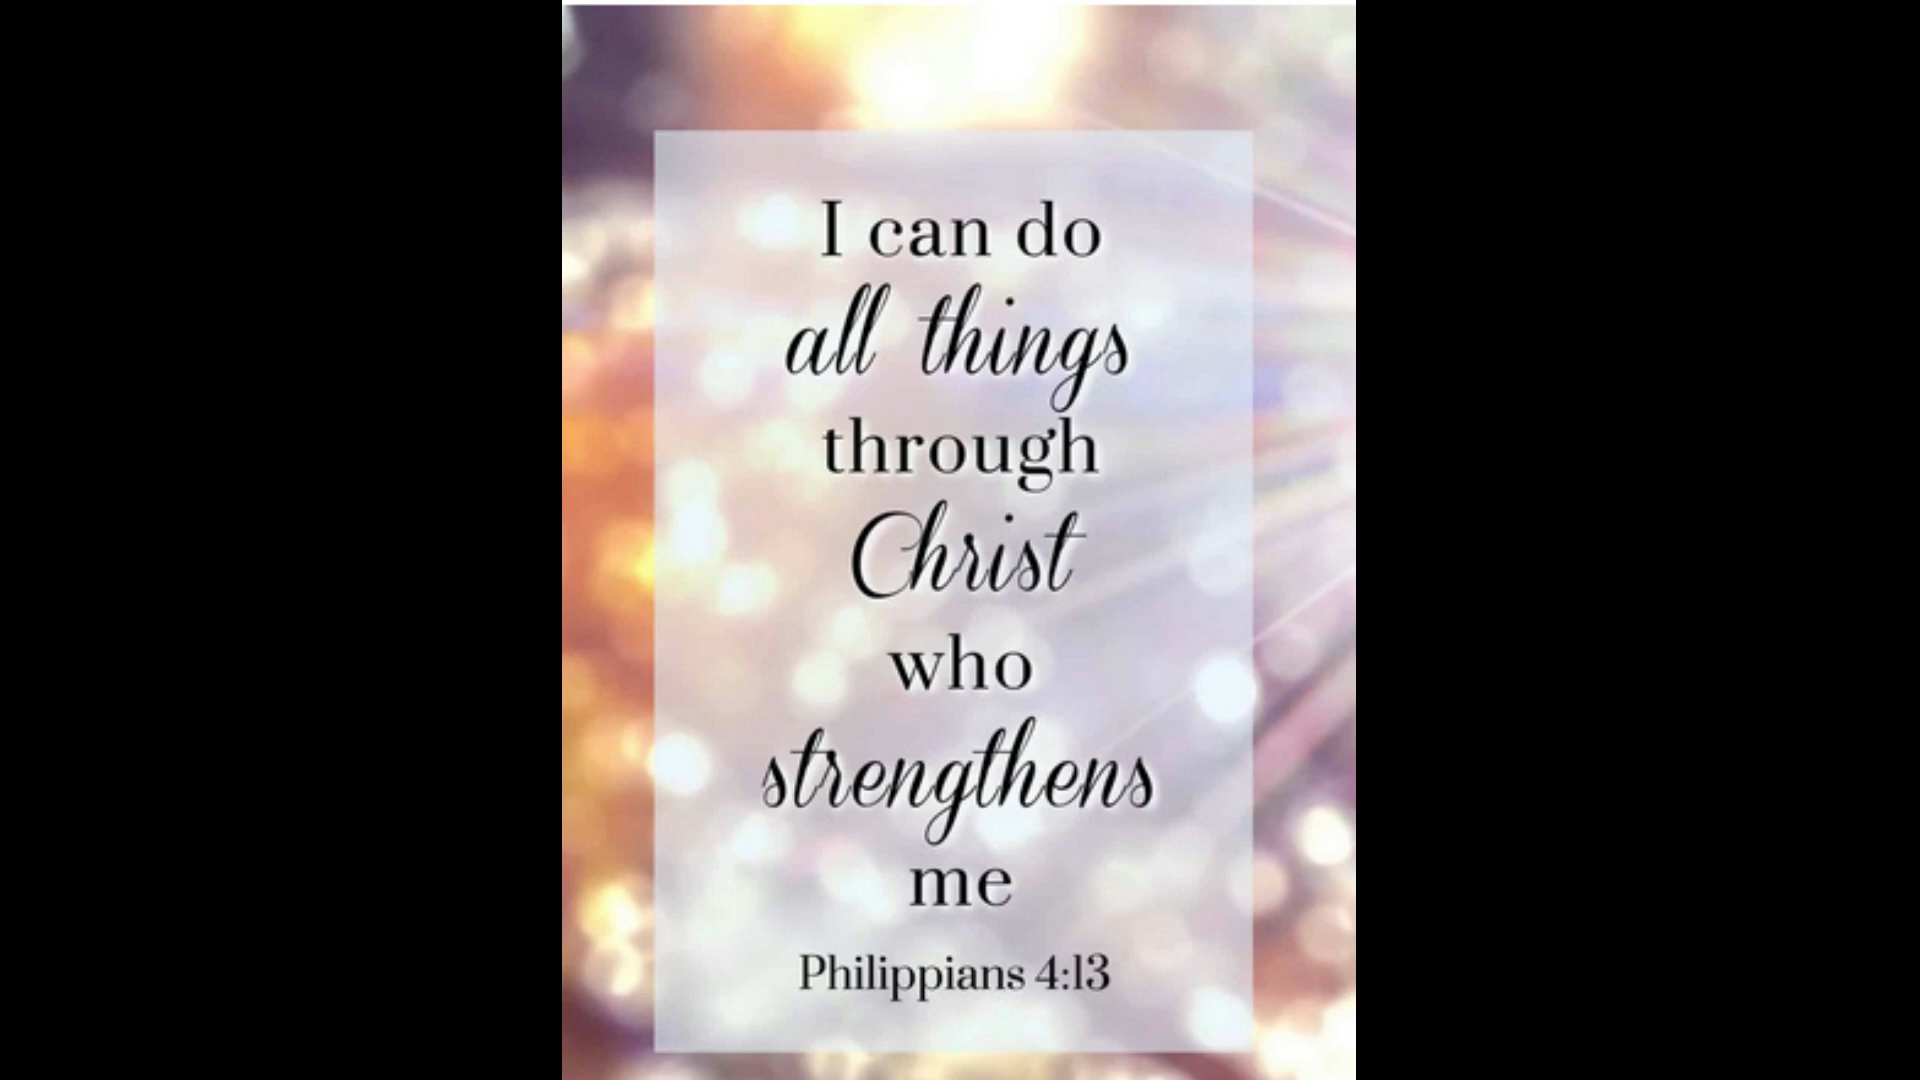 I can do
all things
through
Christ
who
strengthens
me
Philippians 4:13